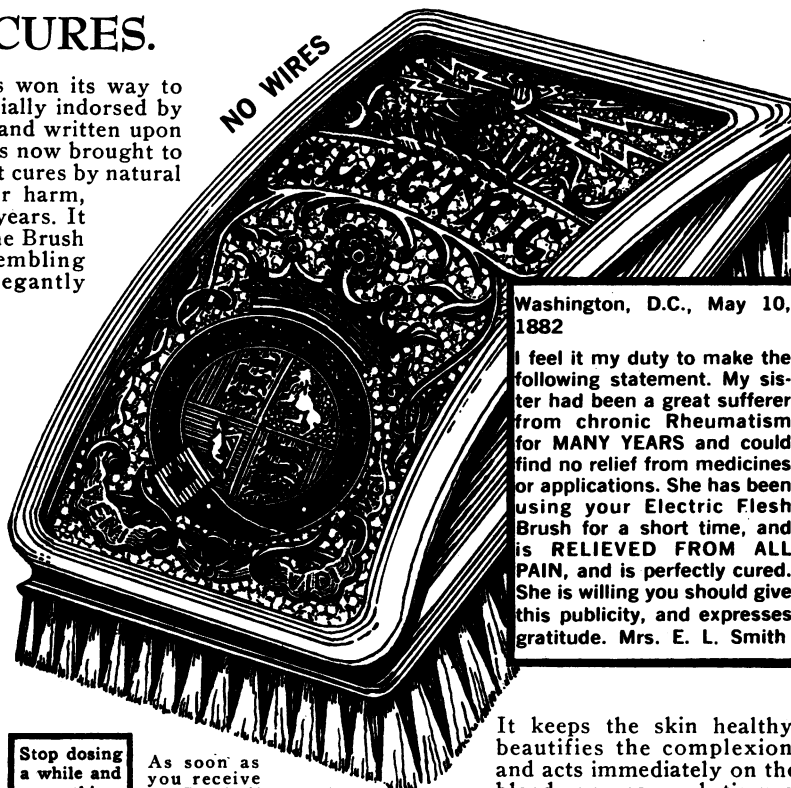 CURES.
NO WIRES
s won its way to
ially indorsed by
and written upon
s now brought to
t cures by natural
r harm,
years. It
e Brush
embling
legantly
ELECTRIC
Washington, D.C., May 10,
1882
I feel it my duty to make the
following statement. My sis-
ter had been a great sufferer
from chronic Rheumatism
for MANY YEARS and could
find no relief from medicines
or applications. She has been
using your Electric Flesh
Brush for a short time, and
is RELIEVED FROM ALL
PAIN, and is perfectly cured.
She is willing you should give
this publicity, and expresses
gratitude. Mrs. E. L. Smith
Stop dosing
a while and
As soon as
you receive
It keeps the skin healthy
beautifies the complexion
and acts immediately on the